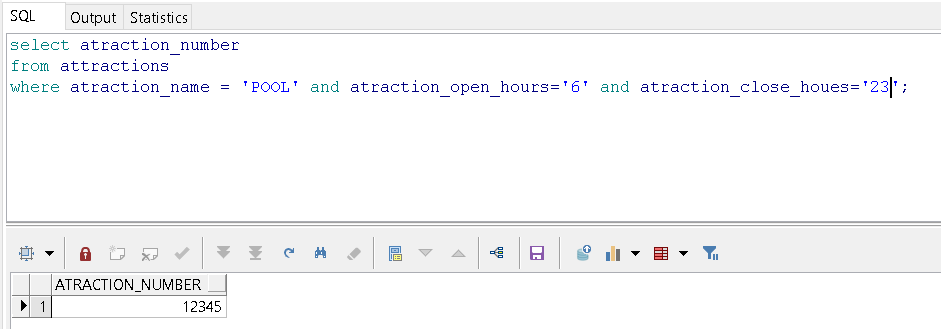 SQL Output Statistics
select atraction_number
from attractions
where atraction_name = 'POOL' and atraction_open_hours='6' and atraction_close_houes='23';
ATRACTION_NUMBER
1 12345